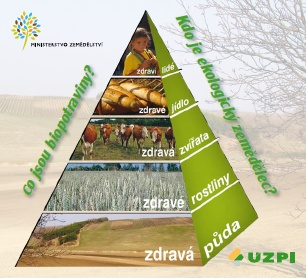 MINISTERSTVO ZEMĚDĚLSTVÍ
co jsou biopotraviny?
Kdo je ekologický zemědělec?
zdraví lidé
zdravé jídlo
zdravá zvířata
zdravé rostliny
zdravá půda
UZPI